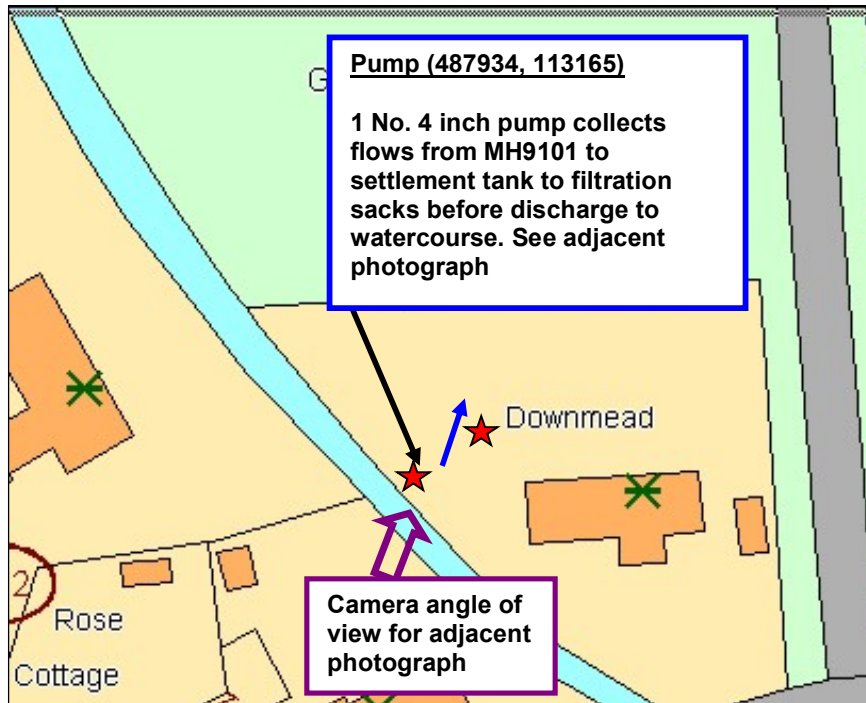 G
Pump (487934, 113165)
1 No. 4 inch pump collects
flows from MH9101 to
settlement tank to filtration
sacks before discharge to
watercourse. See adjacent
photograph
Downmead
2
Rose
Cottage
Camera angle of
view for adjacent
photograph